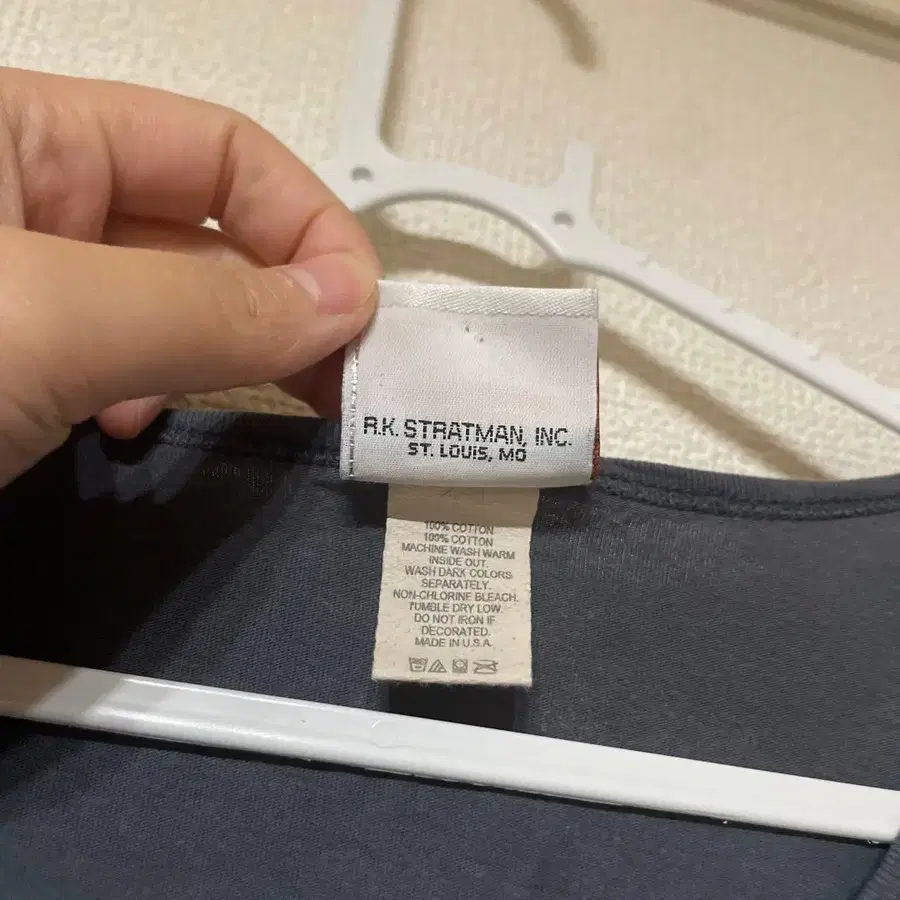 R.K. STRATMAN, INC.
ST. LOUIS, MO
100% COTTON
100% COTTON
MACHINE WASH WARM
INSIDE OUT.
WASH DARK COLORS
SEPARATELY.
NON-CHLORINE BLEACH.
TUMBLE DRY LOW.
DO NOT IRON IF
DECORATED.
MADE IN U.S.A.